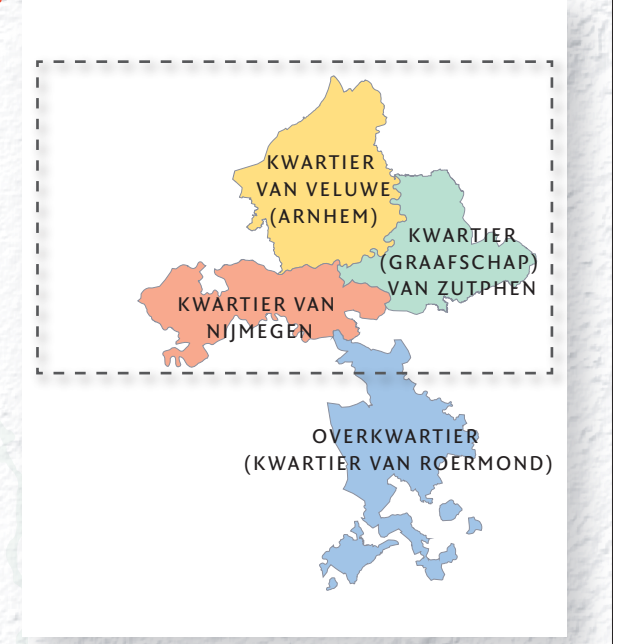 KWARTIER
VAN VELUWE
(ARNHEM)
KWARTIER
(GRAAFSCHAP)
VAN ZUTPHEN
KWARTIER VAN
NIJMEGEN
OVERKWARTIER
(KWARTIER VAN ROERMOND)